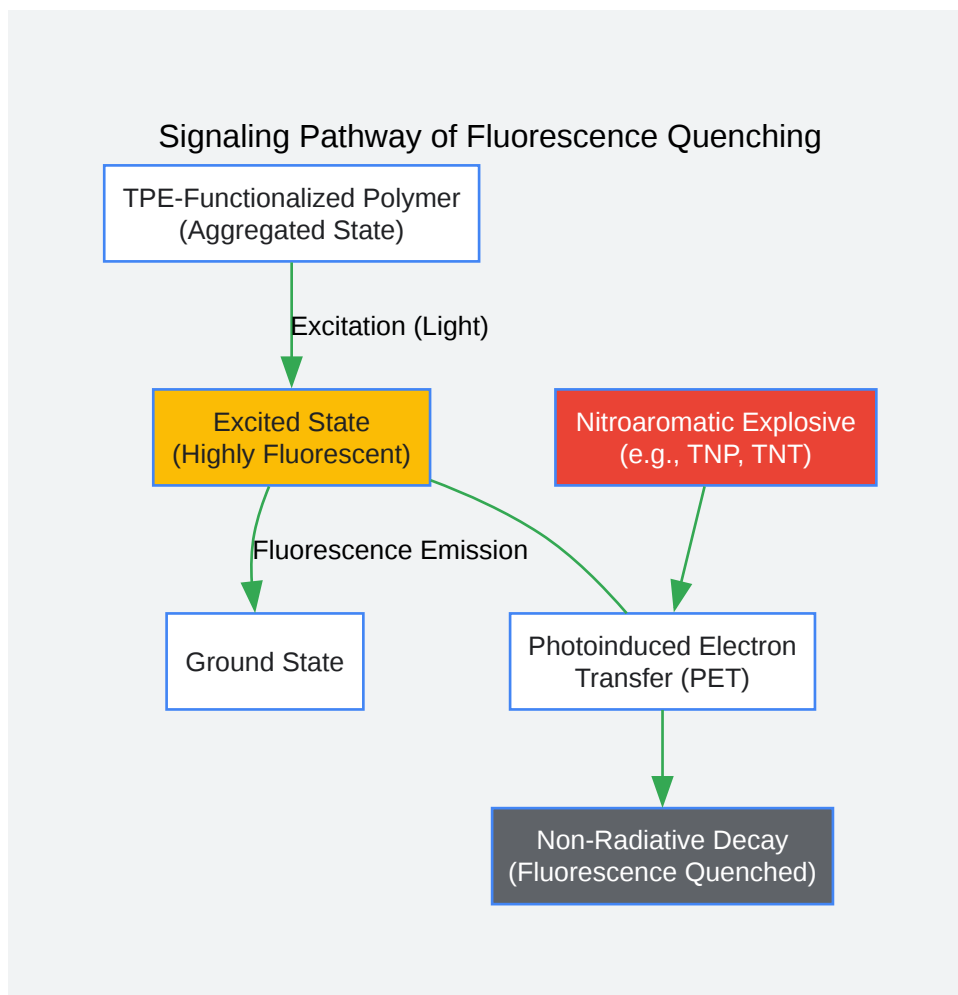 Signaling Pathway of Fluorescence Quenching
TPE-Functionalized Polymer
(Aggregated State)
Excitation (Light)
Excited State
(Highly Fluorescent)
Nitroaromatic Explosive
(e.g., TNP, TNT)
Fluorescence Emission
Ground State
Photoinduced Electron
Transfer (PET)
Non-Radiative Decay
(Fluorescence Quenched)